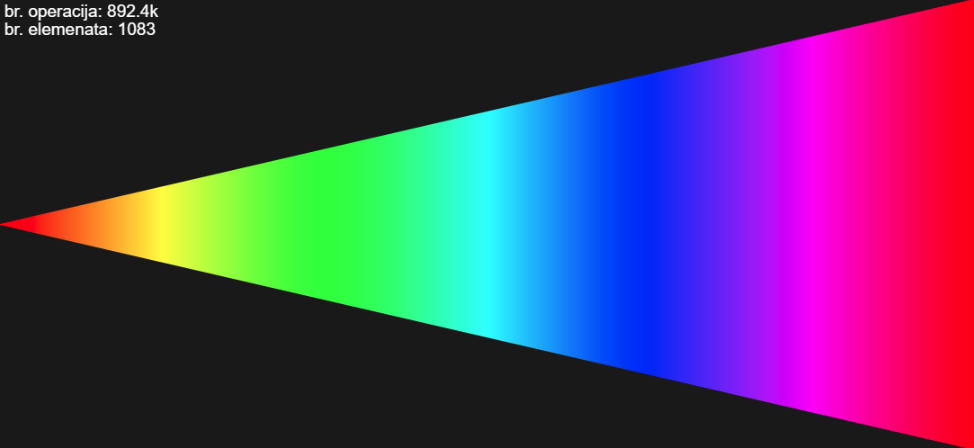 br. operacija: 892.4k
br. elemenata: 1083